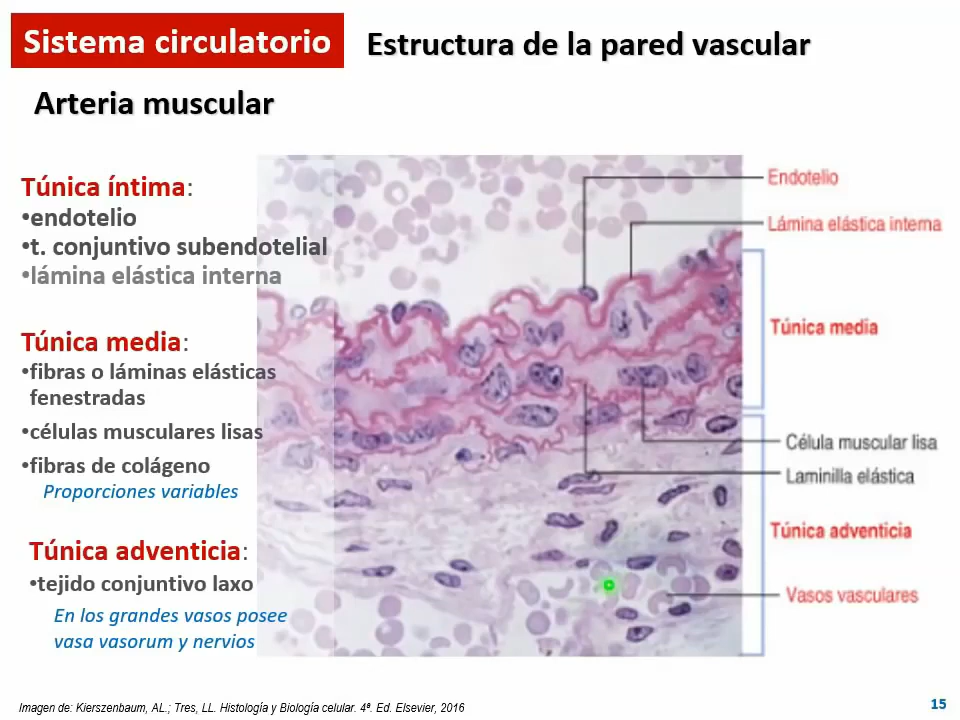 Sistema circulatorio
Estructura de la pared vascular
Arteria muscular
Túnica íntima:
•endotelio
•t. conjuntivo subendotelial
•lámina elástica interna
Túnica media:
•fibras o láminas elásticas
fenestradas
•células musculares lisas
•fibras de colágeno
Proporciones variables
Túnica adventicia:
•tejido conjuntivo laxo
En los grandes vasos posee
vasa vasorum y nervios
Endotelio
Lámina elástica interna
Túnica media
Célula muscular lisa
Laminilla elástica
Túnica adventicia
Vasos vasculares
Imagen de: Kierszenbaum, AL.; Tres, LL. Histología y Biología celular. 4ª. Ed. Elsevier, 2016
15